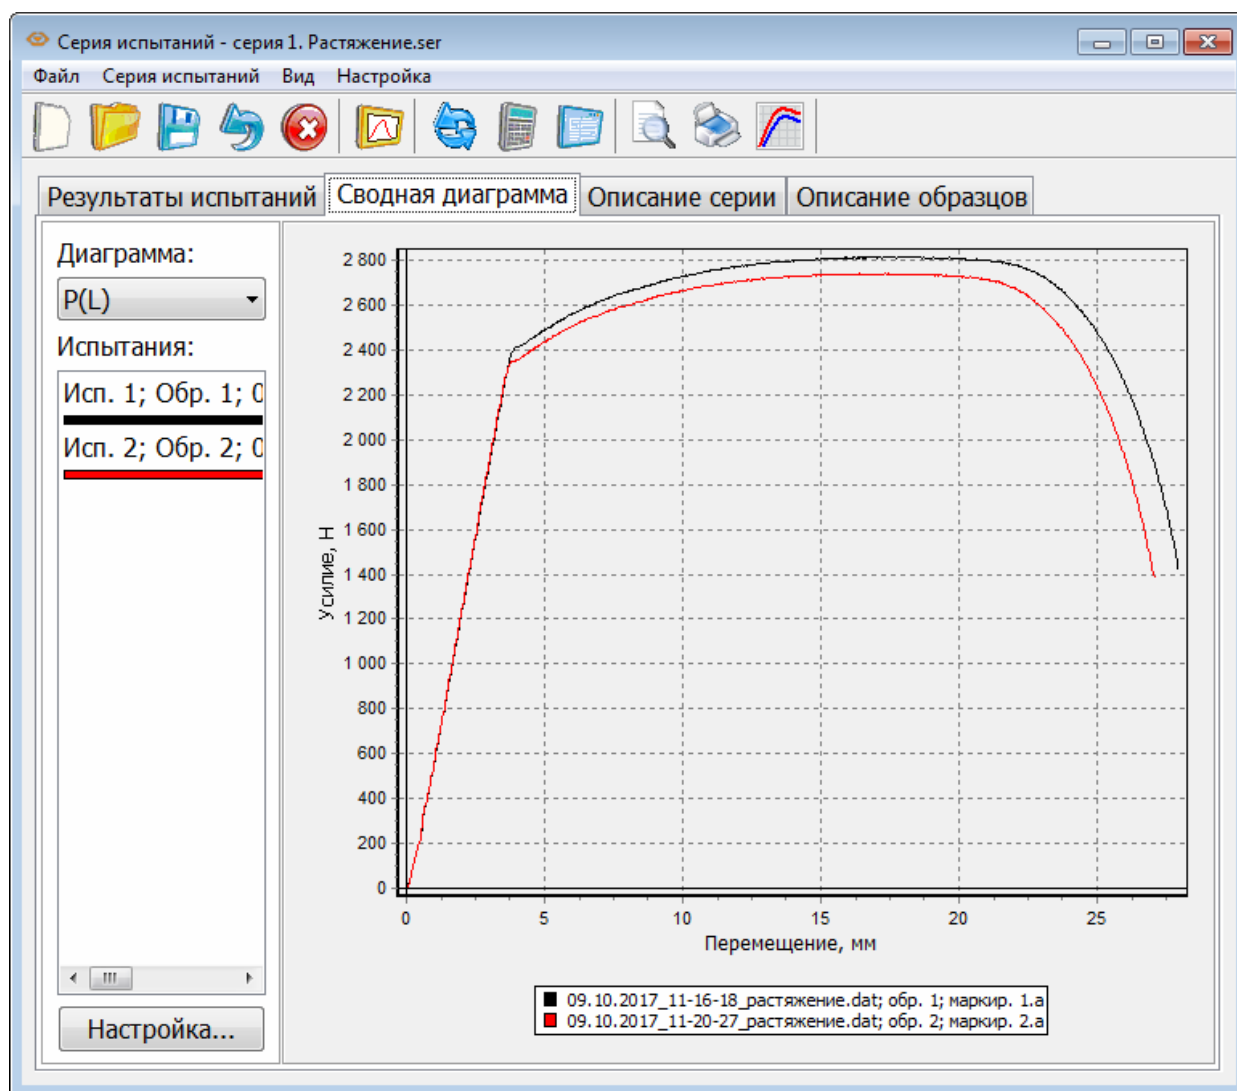 Серия испытаний - серия 1. Растяжение.ser
Файл Серия испытаний Вид Настройка
Результаты испытаний Сводная диаграмма Описание серии Описание образцов
Диаграмма:
P(L)
Испытания:
Исп. 1; Обр. 1; 0
Исп. 2; Обр. 2; 0
Настройка...
2 800
2 600
2 400
2 200
2 000
1 800
1 600
1 400
1 200
1 000
800
600
400
200
0
Усилие, Н
0 5 10 15 20 25
Перемещение, мм
09.10.2017_11-16-18_растяжение.dat; обр. 1; маркир. 1.a
09.10.2017_11-20-27_растяжение.dat; обр. 2; маркир. 2.a